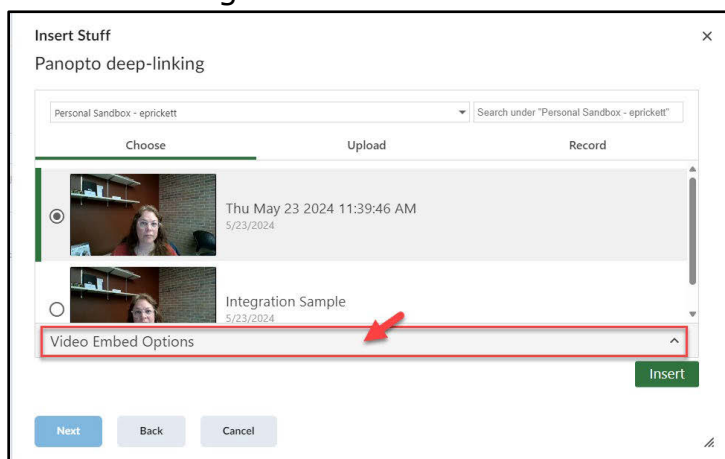 Insert Stuff
Panopto deep-linking
Personal Sandbox - eprickett
Search under "Personal Sandbox - eprickett"
Choose Upload Record
Thu May 23 2024 11:39:46 AM
5/23/2024
Integration Sample
5/23/2024
Video Embed Options
Insert
Next Back Cancel